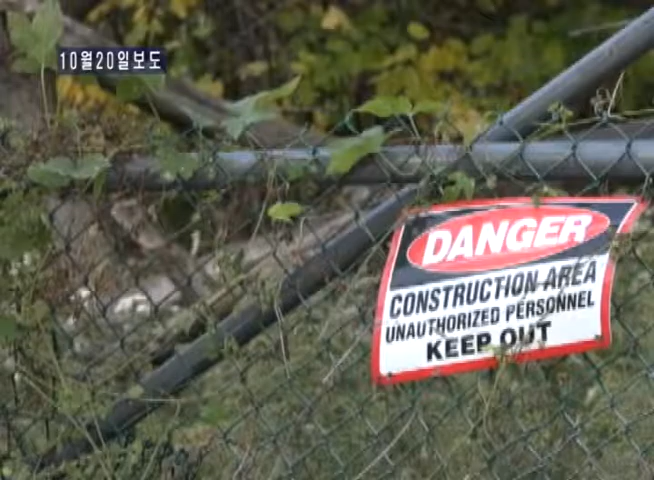 10월20일보도
DANGER
CONSTRUCTION AREA
UNAUTHORIZED PERSONNEL
KEEP OUT